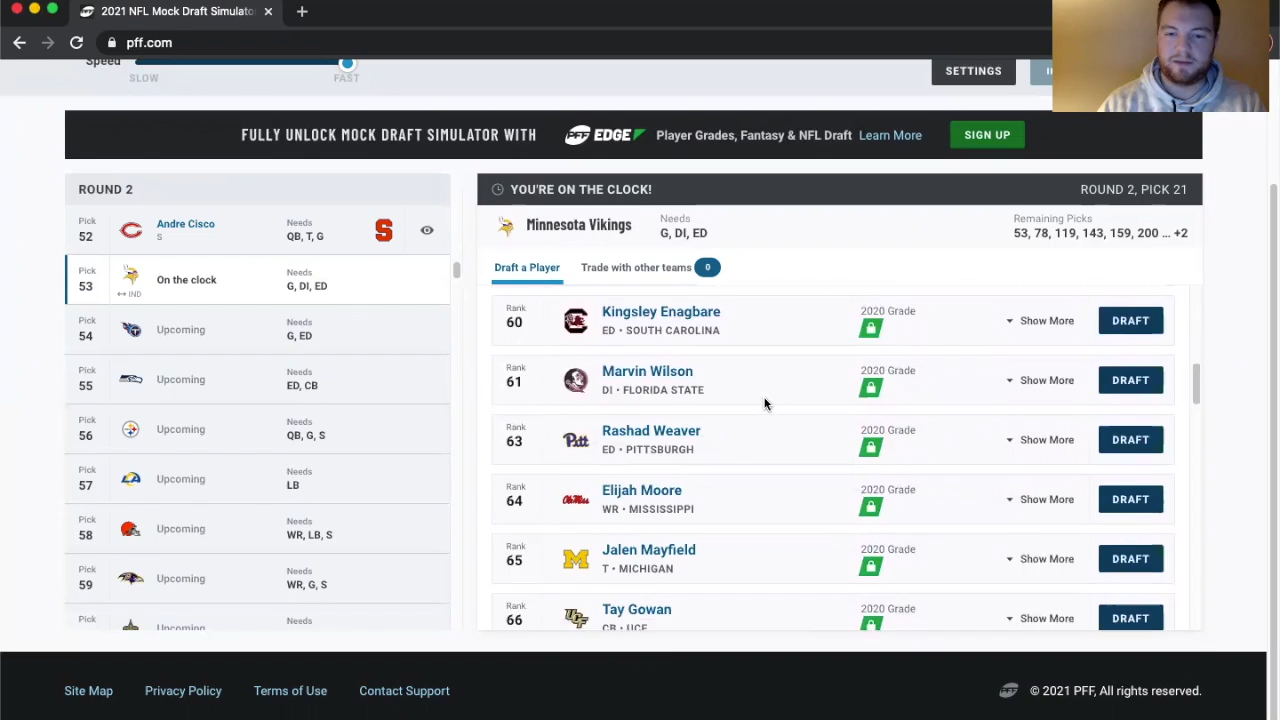 2021 NFL Mock Draft Simulator
pff.com
Speed
SLOW
FAST
SETTINGS
FULLY UNLOCK MOCK DRAFT SIMULATOR WITH
PFF EDGE
Player Grades, Fantasy & NFL Draft Learn More
SIGN UP
ROUND 2
Pick
52
Andre Cisco
S
Needs
QB, T, G
Pick
53
IND
On the clock
Needs
G, DI, ED
Pick
54
Upcoming
Needs
G, ED
Pick
55
Upcoming
Needs
ED, CB
Pick
56
Upcoming
Needs
QB, G, S
Pick
57
Upcoming
Needs
LB
Pick
58
Upcoming
Needs
WR, LB, S
Pick
59
Upcoming
Needs
WR, G, S
Pick
Upcoming
Needs
YOU'RE ON THE CLOCK!
ROUND 2, PICK 21
Minnesota Vikings
Needs
G, DI, ED
Remaining Picks
53, 78, 119, 143, 159, 200 ... +2
Draft a Player
Trade with other teams 0
Rank
60
Kingsley Enagbare
ED • SOUTH CAROLINA
2020 Grade
Show More
DRAFT
Rank
61
Marvin Wilson
DI • FLORIDA STATE
2020 Grade
Show More
DRAFT
Rank
63
Pitt
Rashad Weaver
ED • PITTSBURGH
2020 Grade
Show More
DRAFT
Rank
64
Ole Miss
Elijah Moore
WR • MISSISSIPPI
2020 Grade
Show More
DRAFT
Rank
65
M
Jalen Mayfield
T • MICHIGAN
2020 Grade
Show More
DRAFT
Rank
66
UCF
Tay Gowan
CB • UCF
2020 Grade
Show More
DRAFT
Site Map
Privacy Policy
Terms of Use
Contact Support
© 2021 PFF, All rights reserved.